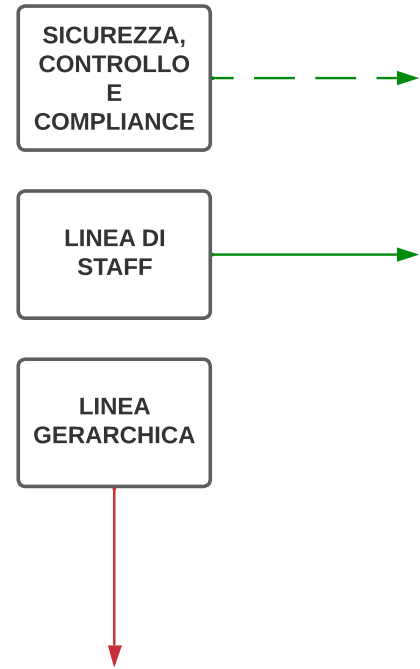 SICUREZZA,
CONTROLLO
E
COMPLIANCE
LINEA DI
STAFF
LINEA
GERARCHICA